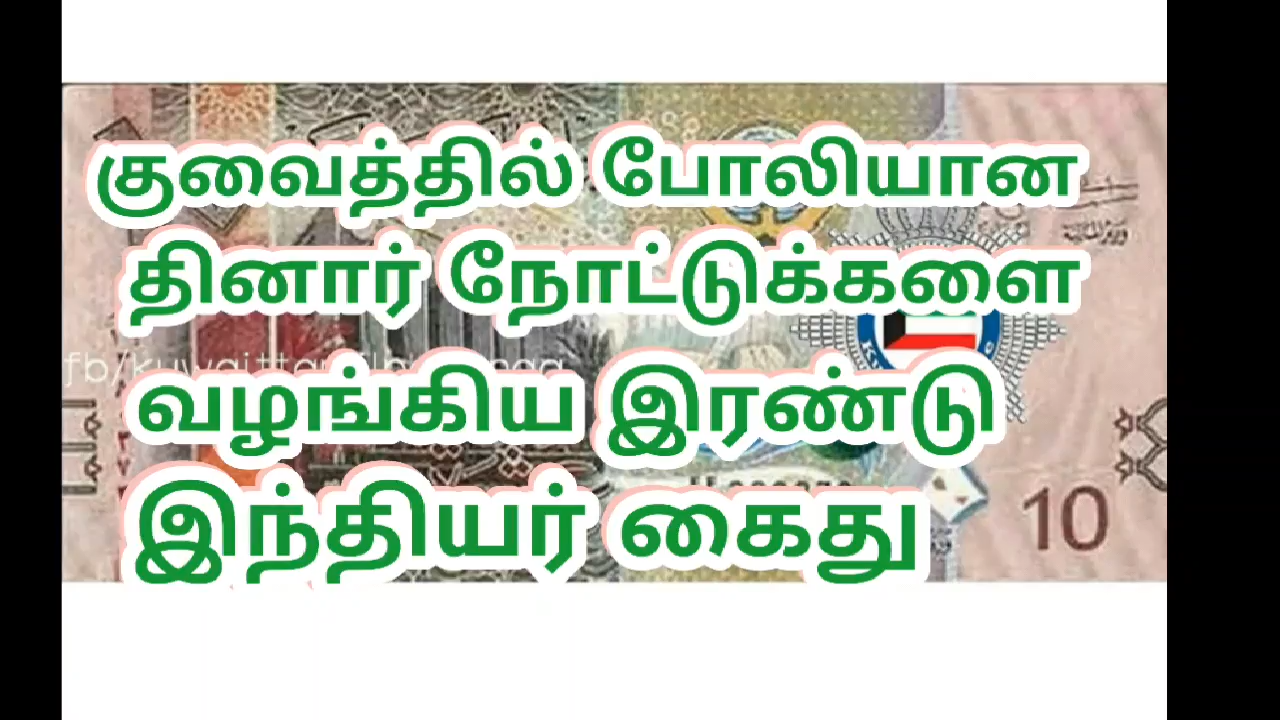 குவைத்தில் போலியான
தினார் நோட்டுக்களை
வழங்கிய இரண்டு
இந்தியர் கைது
10